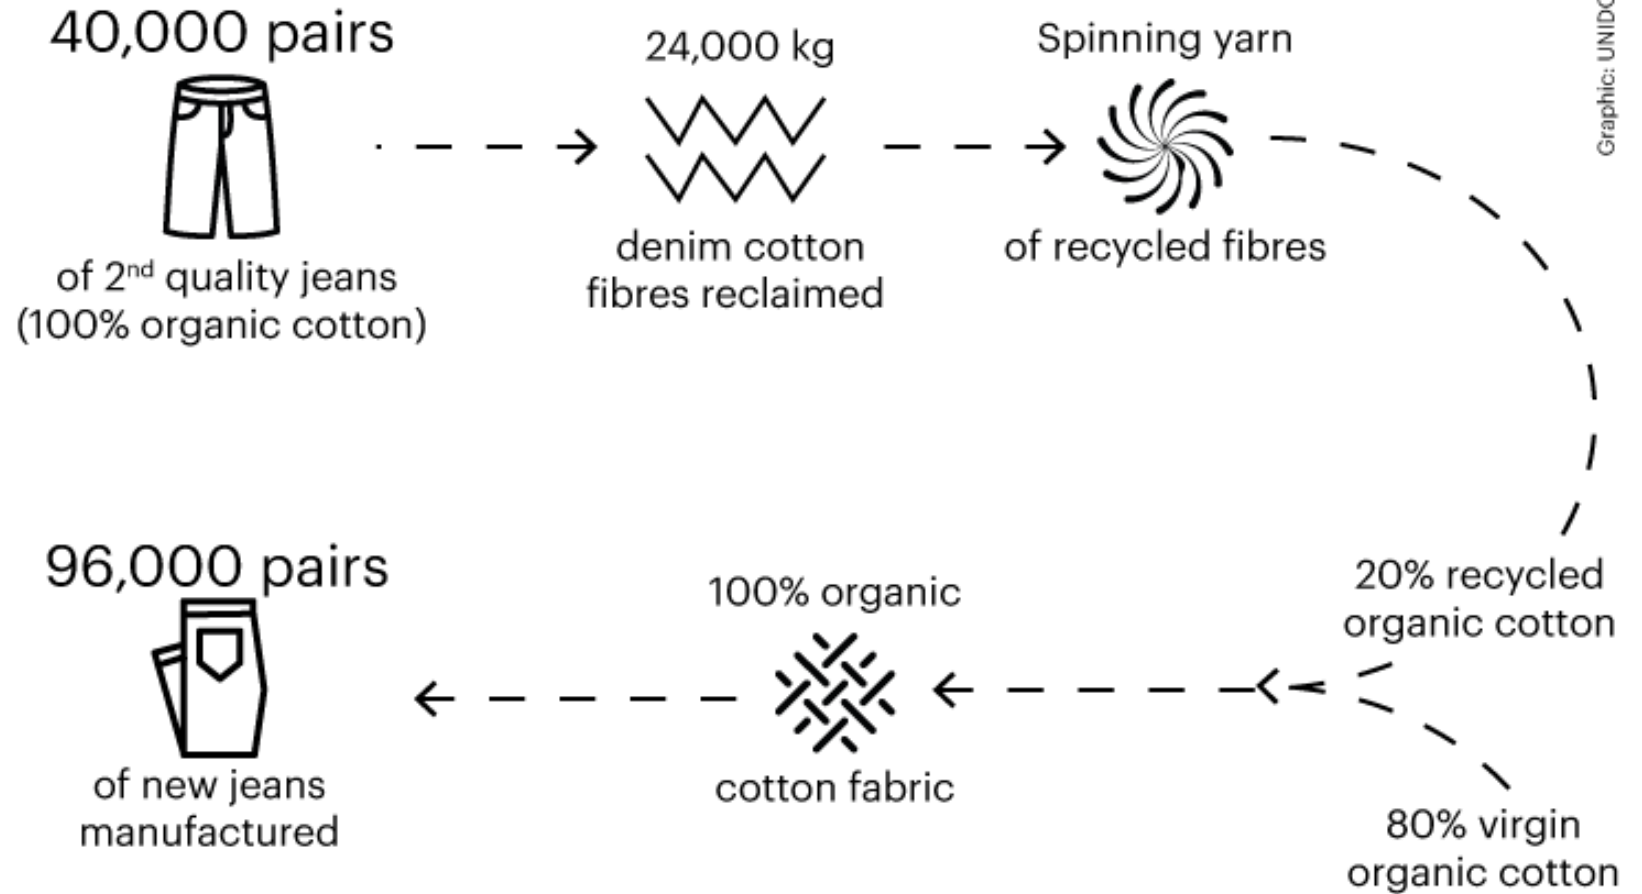 40,000 pairs
of 2nd quality jeans
(100% organic cotton)
24,000 kg
denim cotton
fibres reclaimed
Spinning yarn
of recycled fibres
Graphic: UNIDO
20% recycled
organic cotton
80% virgin
organic cotton
100% organic
cotton fabric
96,000 pairs
of new jeans
manufactured